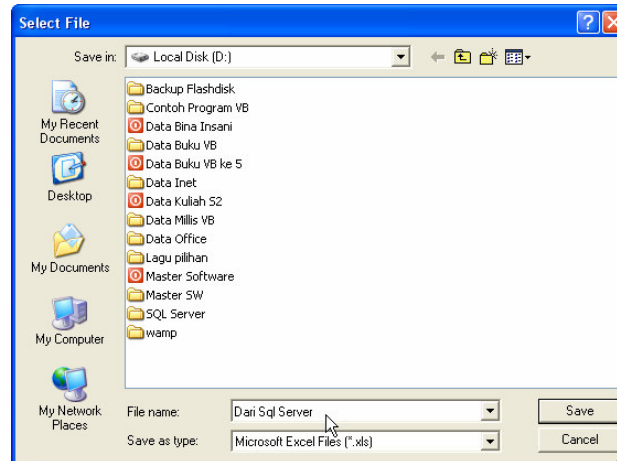 Select File
Save in:
Local Disk (D:)
My Recent
Documents
Desktop
My Documents
My Computer
My Network
Places
Backup Flashdisk
Contoh Program VB
Data Bina Insani
Data Buku VB
Data Buku VB ke 5
Data Inet
Data Kuliah S2
Data Millis VB
Data Office
Lagu pilihan
Master Software
Master SW
SQL Server
wamp
File name:
Dari Sql Server
Save
Save as type:
Microsoft Excel Files (*.xls)
Cancel